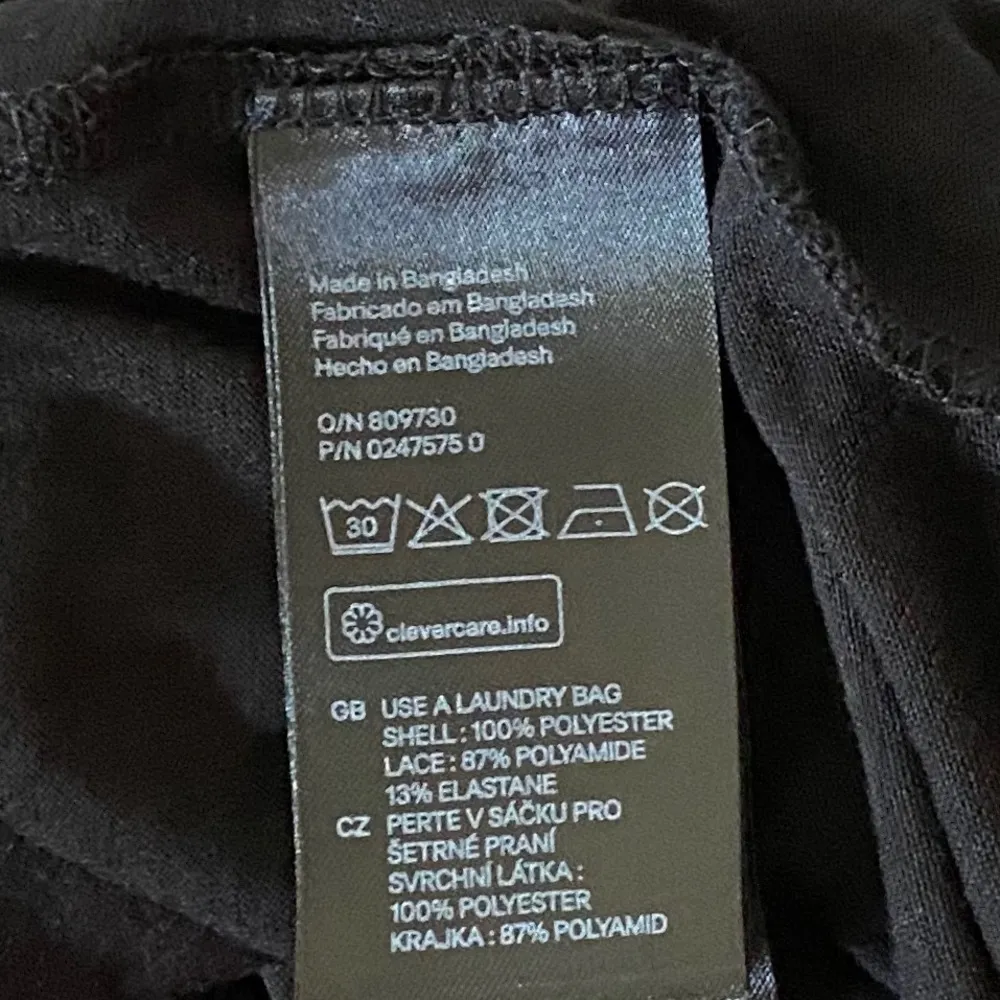 Made in Bangladesh
Fabricado em Bangladesh
Fabriqué en Bangladesh
Hecho en Bangladesh
O/N 809730
P/N 0247575 0
30
clevercare.info
GB USE A LAUNDRY BAG
SHELL : 100% POLYESTER
LACE : 87% POLYAMIDE
13% ELASTANE
CZ PERTE V SÁČKU PRO
ŠETRNÉ PRANÍ
SVRCHNÍ LÁTKA :
100% POLYESTER
KRAJKA : 87% POLYAMID